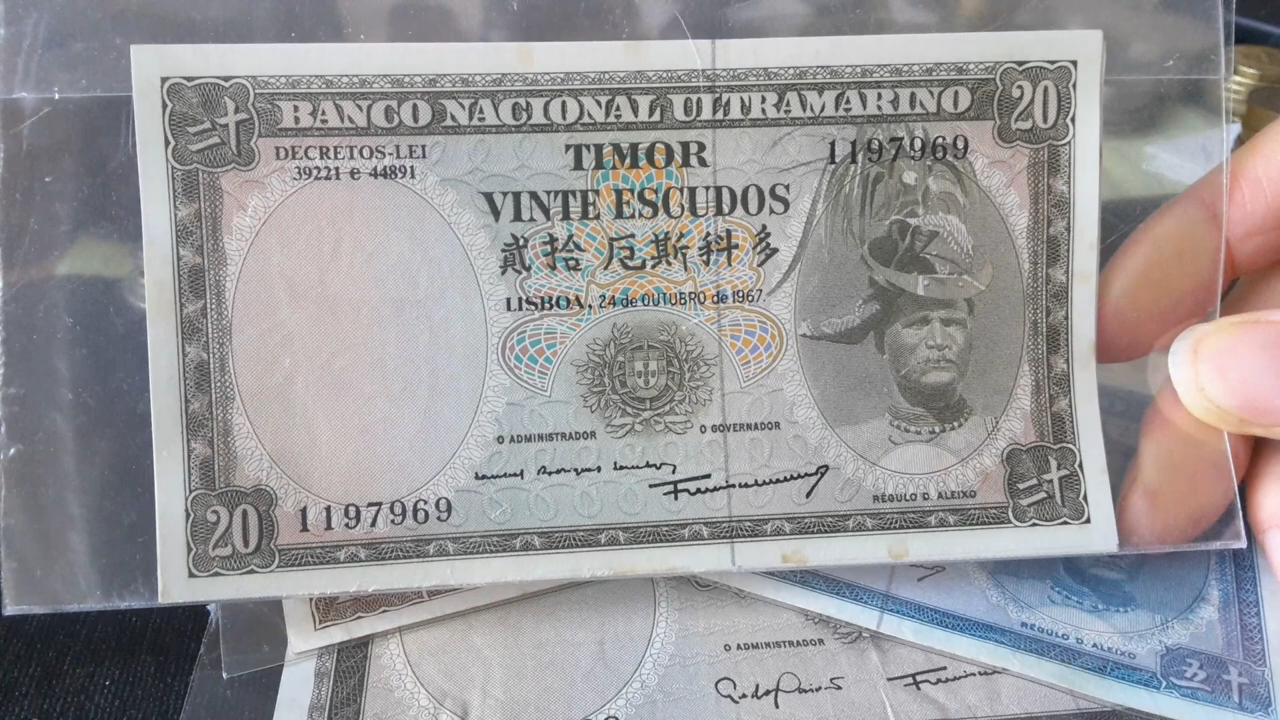 二十
BANCO NACIONAL ULTRAMARINO
20
DECRETOS-LEI
39221 e 44891
TIMOR
1197969
VINTE ESCUDOS
貳拾 厄斯科多
LISBOA, 24 de OUTUBRO de 1967.
O ADMINISTRADOR
O GOVERNADOR
RÉGULO D. ALEIXO
20
1197969
二十
O ADMINISTRADOR
RÉGULO D. ALEIXO
五十